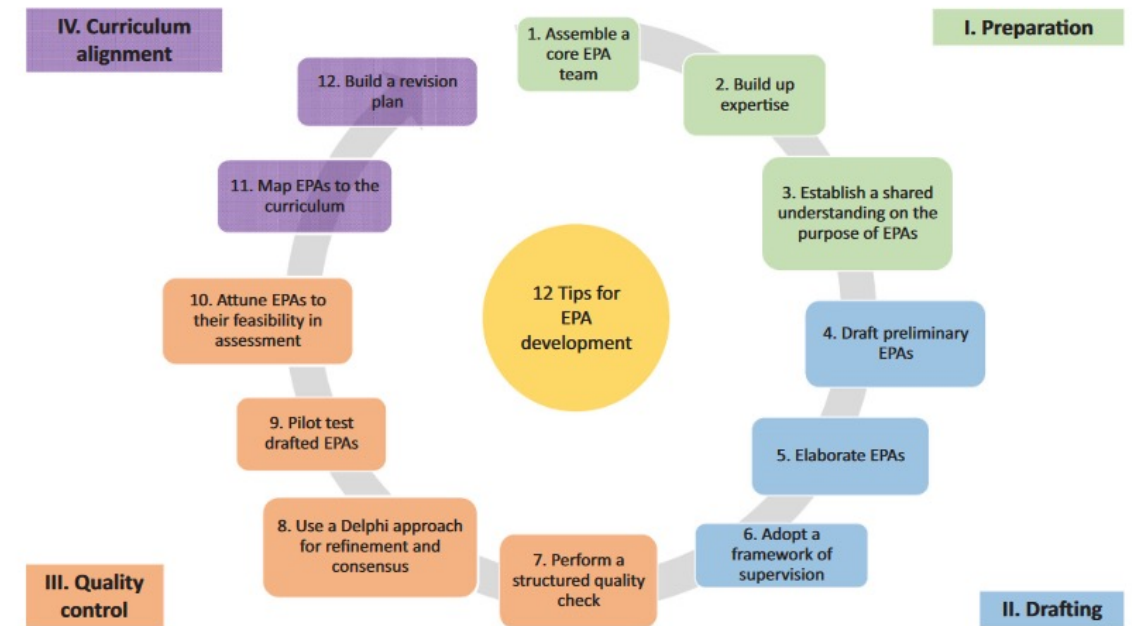 IV. Curriculum
alignment
I. Preparation
1. Assemble a
core EPA
team
2. Build up
expertise
3. Establish a shared
understanding on the
purpose of EPAs
4. Draft preliminary
EPAs
5. Elaborate EPAs
6. Adopt a
framework of
supervision
7. Perform a
structured quality
check
8. Use a Delphi approach
for refinement and
consensus
9. Pilot test
drafted EPAs
10. Attune EPAs to
their feasibility in
assessment
11. Map EPAs to the
curriculum
12. Build a revision
plan
12 Tips for
EPA
development
III. Quality
control
II. Drafting